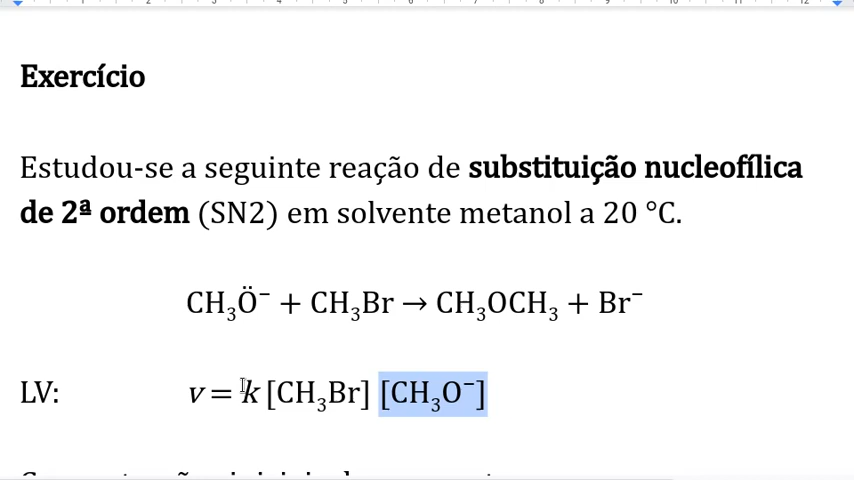 Exercício
Estudou-se a seguinte reação de substituição nucleofílica
de 2ª ordem (SN2) em solvente metanol a 20 °C.
CH₃Ö⁻ + CH₃Br → CH₃OCH₃ + Br⁻
LV: v = k [CH₃Br] [CH₃O⁻]